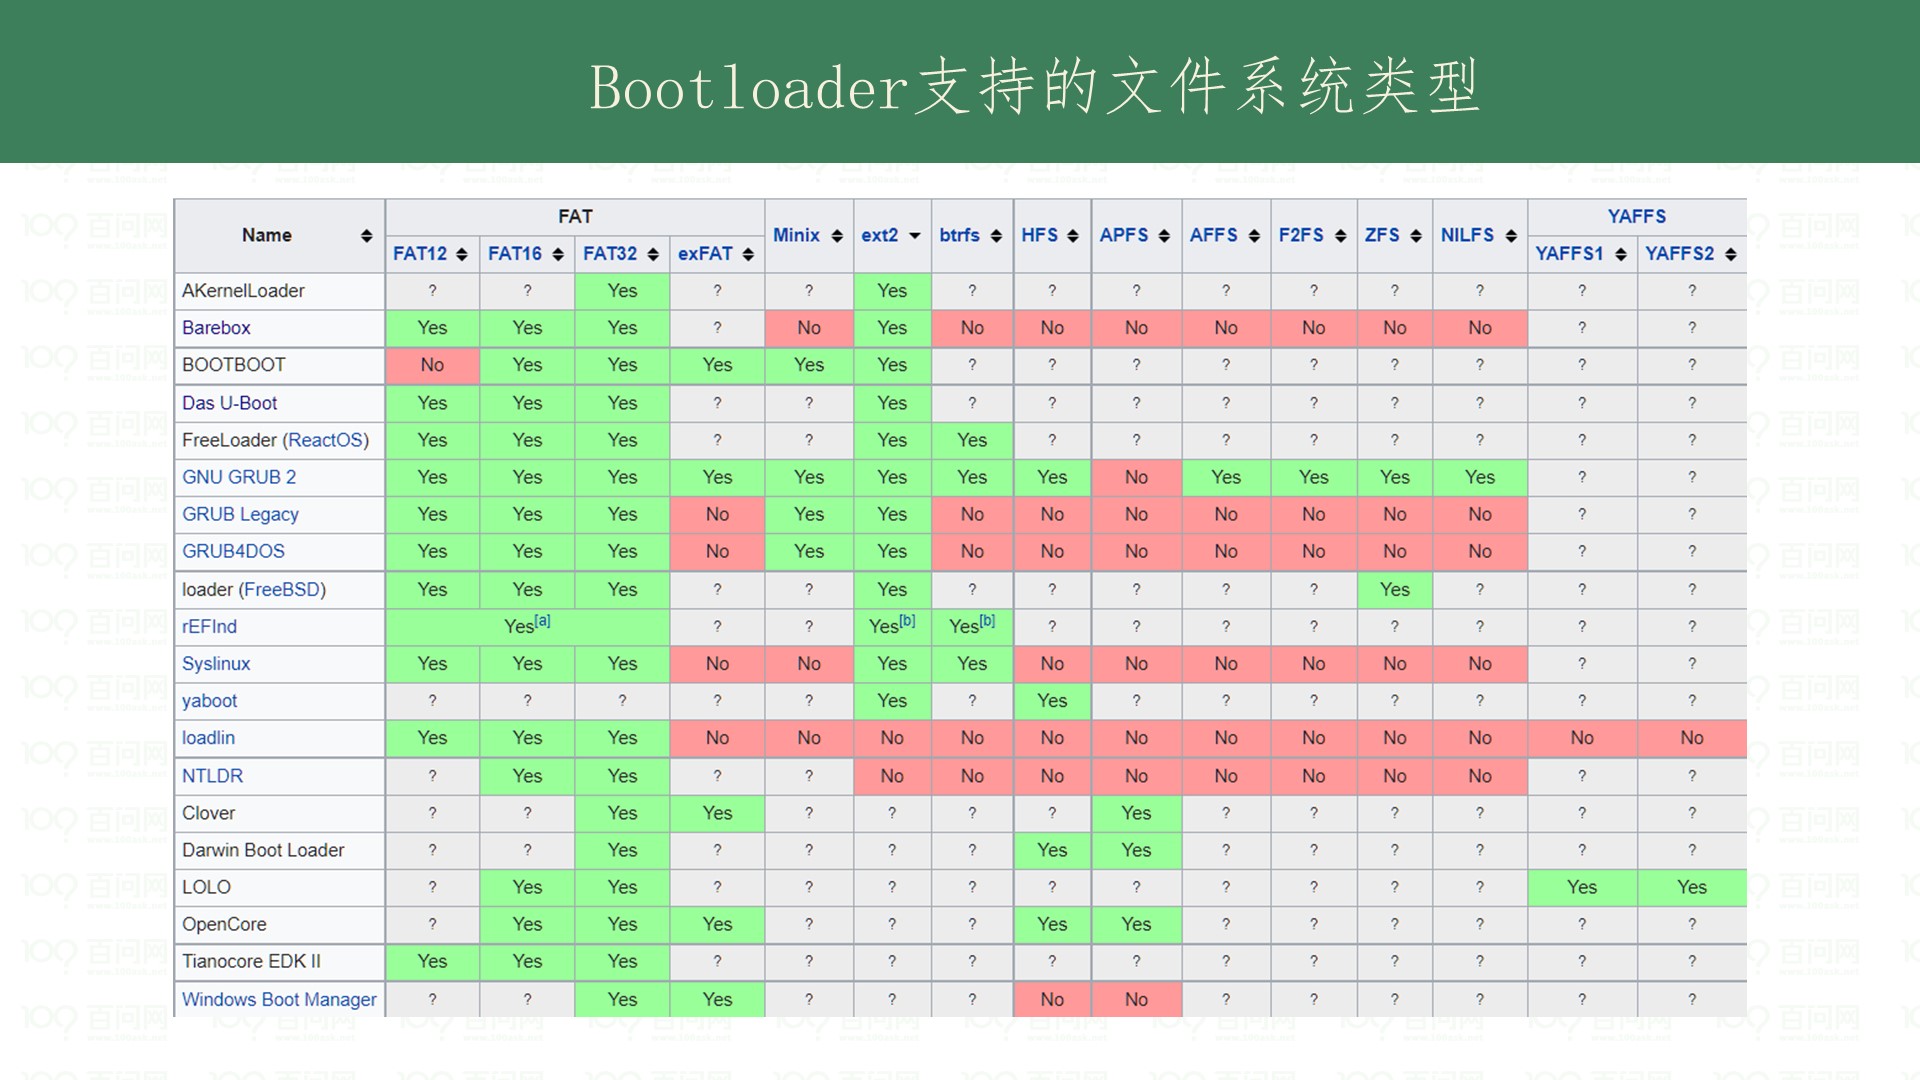 Bootloader支持的文件系统类型
Name FAT Minix ext2 btrfs HFS APFS AFFS F2FS ZFS NILFS YAFFS
FAT12 FAT16 FAT32 exFAT YAFFS1 YAFFS2
AKernelLoader ? ? Yes ? ? Yes ? ? ? ? ? ? ? ? ?
Barebox Yes Yes Yes ? No Yes No No No No No No No ? ?
BOOTBOOT No Yes Yes Yes Yes Yes ? ? ? ? ? ? ? ? ?
Das U-Boot Yes Yes Yes ? ? Yes ? ? ? ? ? ? ? ? ?
FreeLoader (ReactOS) Yes Yes Yes ? ? Yes Yes ? ? ? ? ? ? ? ?
GNU GRUB 2 Yes Yes Yes Yes Yes Yes Yes Yes No Yes Yes Yes Yes ? ?
GRUB Legacy Yes Yes Yes No Yes Yes No No No No No No No ? ?
GRUB4DOS Yes Yes Yes No Yes Yes No No No No No No No ? ?
loader (FreeBSD) Yes Yes Yes ? ? Yes ? ? ? ? ? Yes ? ? ?
rEFInd Yes[a] ? ? Yes[b] Yes[b] ? ? ? ? ? ? ? ?
Syslinux Yes Yes Yes No No Yes Yes No No No No No No ? ?
yaboot ? ? ? ? ? Yes ? Yes ? ? ? ? ? ? ?
loadlin Yes Yes Yes No No No No No No No No No No No No
NTLDR ? Yes Yes ? ? No No No No No No No No ? ?
Clover ? ? Yes Yes ? ? ? ? Yes ? ? ? ? ? ?
Darwin Boot Loader ? ? Yes ? ? ? ? Yes Yes ? ? ? ? ? ?
LOLO ? Yes Yes ? ? ? ? ? ? ? ? ? ? Yes Yes
OpenCore ? Yes Yes Yes ? ? ? Yes Yes ? ? ? ? ? ?
Tianocore EDK II Yes Yes Yes ? ? ? ? ? ? ? ? ? ? ? ?
Windows Boot Manager ? ? Yes Yes ? ? ? No No ? ? ? ? ? ?